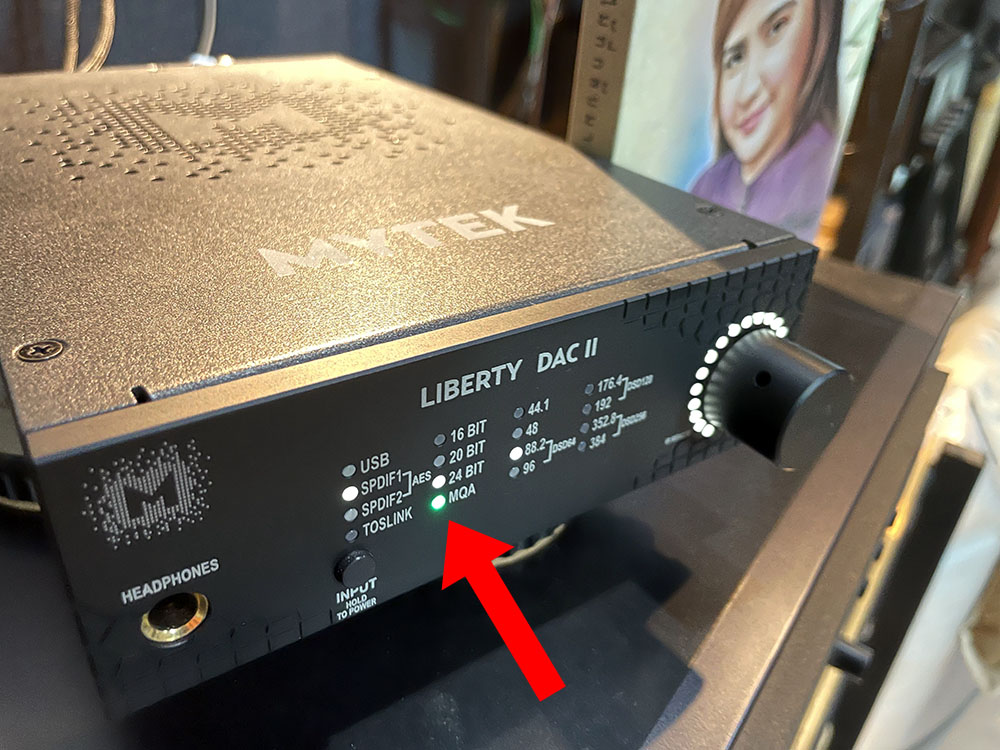 MYTEK
LIBERTY DAC II
USB
SPDIF1
SPDIF2
AES
TOSLINK
16 BIT
20 BIT
24 BIT
MQA
44.1
48
88.2
96
DSD64
176.4
192
DSD128
352.8
384
DSD256
HEADPHONES
INPUT
HOLD
TO POWER